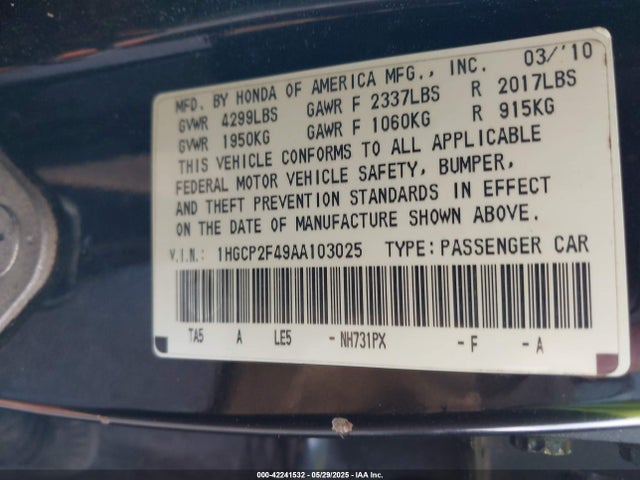 MFD. BY HONDA OF AMERICA MFG., INC. 03/'10
GVWR 4299LBS GAWR F 2337LBS R 2017LBS
GVWR 1950KG GAWR F 1060KG R 915KG
THIS VEHICLE CONFORMS TO ALL APPLICABLE
FEDERAL MOTOR VEHICLE SAFETY, BUMPER,
AND THEFT PREVENTION STANDARDS IN EFFECT
ON THE DATE OF MANUFACTURE SHOWN ABOVE.
V.I.N.: 1HGCP2F49AA103025 TYPE: PASSENGER CAR
TA5 A LE5 - NH731PX - F - A
000-42241532 - 05/29/2025 - IAA Inc.